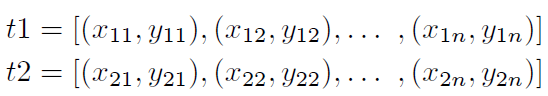 t1 = [(x₁₁, y₁₁), (x₁₂, y₁₂), . . . , (x₁ₙ, y₁ₙ)]
t2 = [(x₂₁, y₂₁), (x₂₂, y₂₂), . . . , (x₂ₙ, y₂ₙ)]